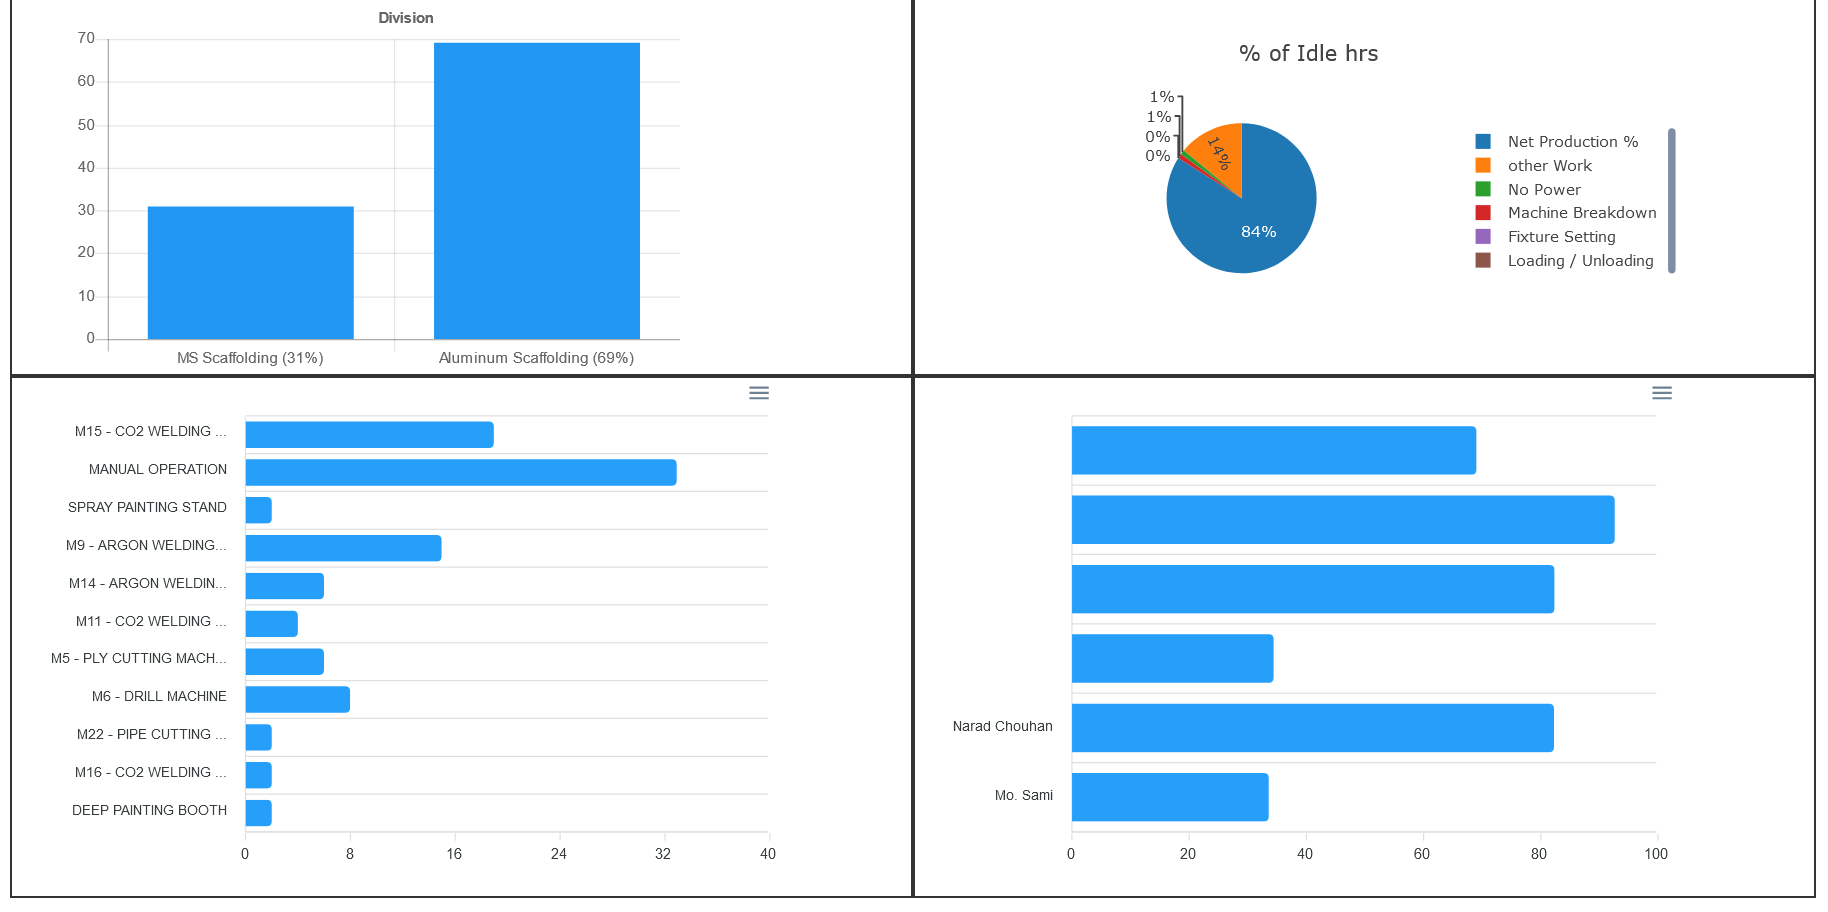 Division
70
60
50
40
30
20
10
0
MS Scaffolding (31%)
Aluminum Scaffolding (69%)
% of Idle hrs
1%
1%
0%
0%
14%
84%
Net Production %
other Work
No Power
Machine Breakdown
Fixture Setting
Loading / Unloading
M15 - CO2 WELDING ...
MANUAL OPERATION
SPRAY PAINTING STAND
M9 - ARGON WELDING...
M14 - ARGON WELDIN...
M11 - CO2 WELDING ...
M5 - PLY CUTTING MACH...
M6 - DRILL MACHINE
M22 - PIPE CUTTING ...
M16 - CO2 WELDING ...
DEEP PAINTING BOOTH
0 8 16 24 32 40
Narad Chouhan
Mo. Sami
0 20 40 60 80 100